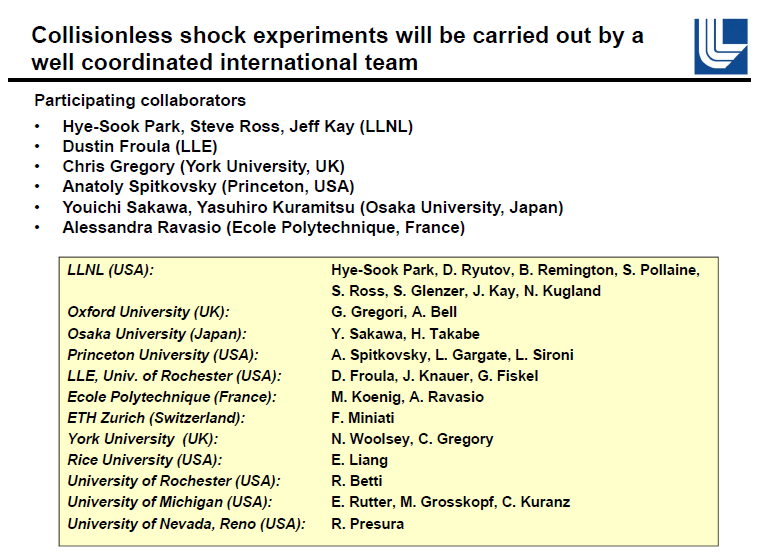 Collisionless shock experiments will be carried out by a
well coordinated international team
Participating collaborators
• Hye-Sook Park, Steve Ross, Jeff Kay (LLNL)
• Dustin Froula (LLE)
• Chris Gregory (York University, UK)
• Anatoly Spitkovsky (Princeton, USA)
• Youichi Sakawa, Yasuhiro Kuramitsu (Osaka University, Japan)
• Alessandra Ravasio (Ecole Polytechnique, France)
LLNL (USA): Hye-Sook Park, D. Ryutov, B. Remington, S. Pollaine,
S. Ross, S. Glenzer, J. Kay, N. Kugland
Oxford University (UK): G. Gregori, A. Bell
Osaka University (Japan): Y. Sakawa, H. Takabe
Princeton University (USA): A. Spitkovsky, L. Gargate, L. Sironi
LLE, Univ. of Rochester (USA): D. Froula, J. Knauer, G. Fiskel
Ecole Polytechnique (France): M. Koenig, A. Ravasio
ETH Zurich (Switzerland): F. Miniati
York University (UK): N. Woolsey, C. Gregory
Rice University (USA): E. Liang
University of Rochester (USA): R. Betti
University of Michigan (USA): E. Rutter, M. Grosskopf, C. Kuranz
University of Nevada, Reno (USA): R. Presura